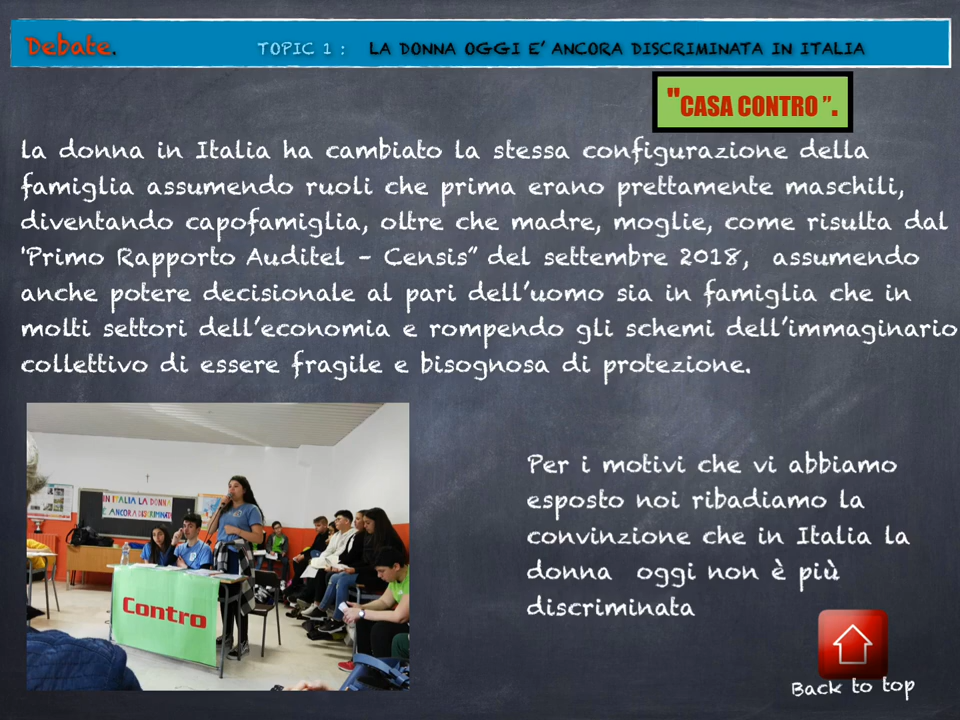 Debate.
TOPIC 1 : LA DONNA OGGI E’ ANCORA DISCRIMINATA IN ITALIA
"CASA CONTRO ”.
la donna in Italia ha cambiato la stessa configurazione della
famiglia assumendo ruoli che prima erano prettamente maschili,
diventando capofamiglia, oltre che madre, moglie, come risulta dal
'Primo Rapporto Auditel – Censis” del settembre 2018, assumendo
anche potere decisionale al pari dell’uomo sia in famiglia che in
molti settori dell’economia e rompendo gli schemi dell’immaginario
collettivo di essere fragile e bisognosa di protezione.
IN ITALIA LA DONNA
È ANCORA DISCRIMINATA
Contro
Per i motivi che vi abbiamo
esposto noi ribadiamo la
convinzione che in Italia la
donna oggi non è più
discriminata
Back to top